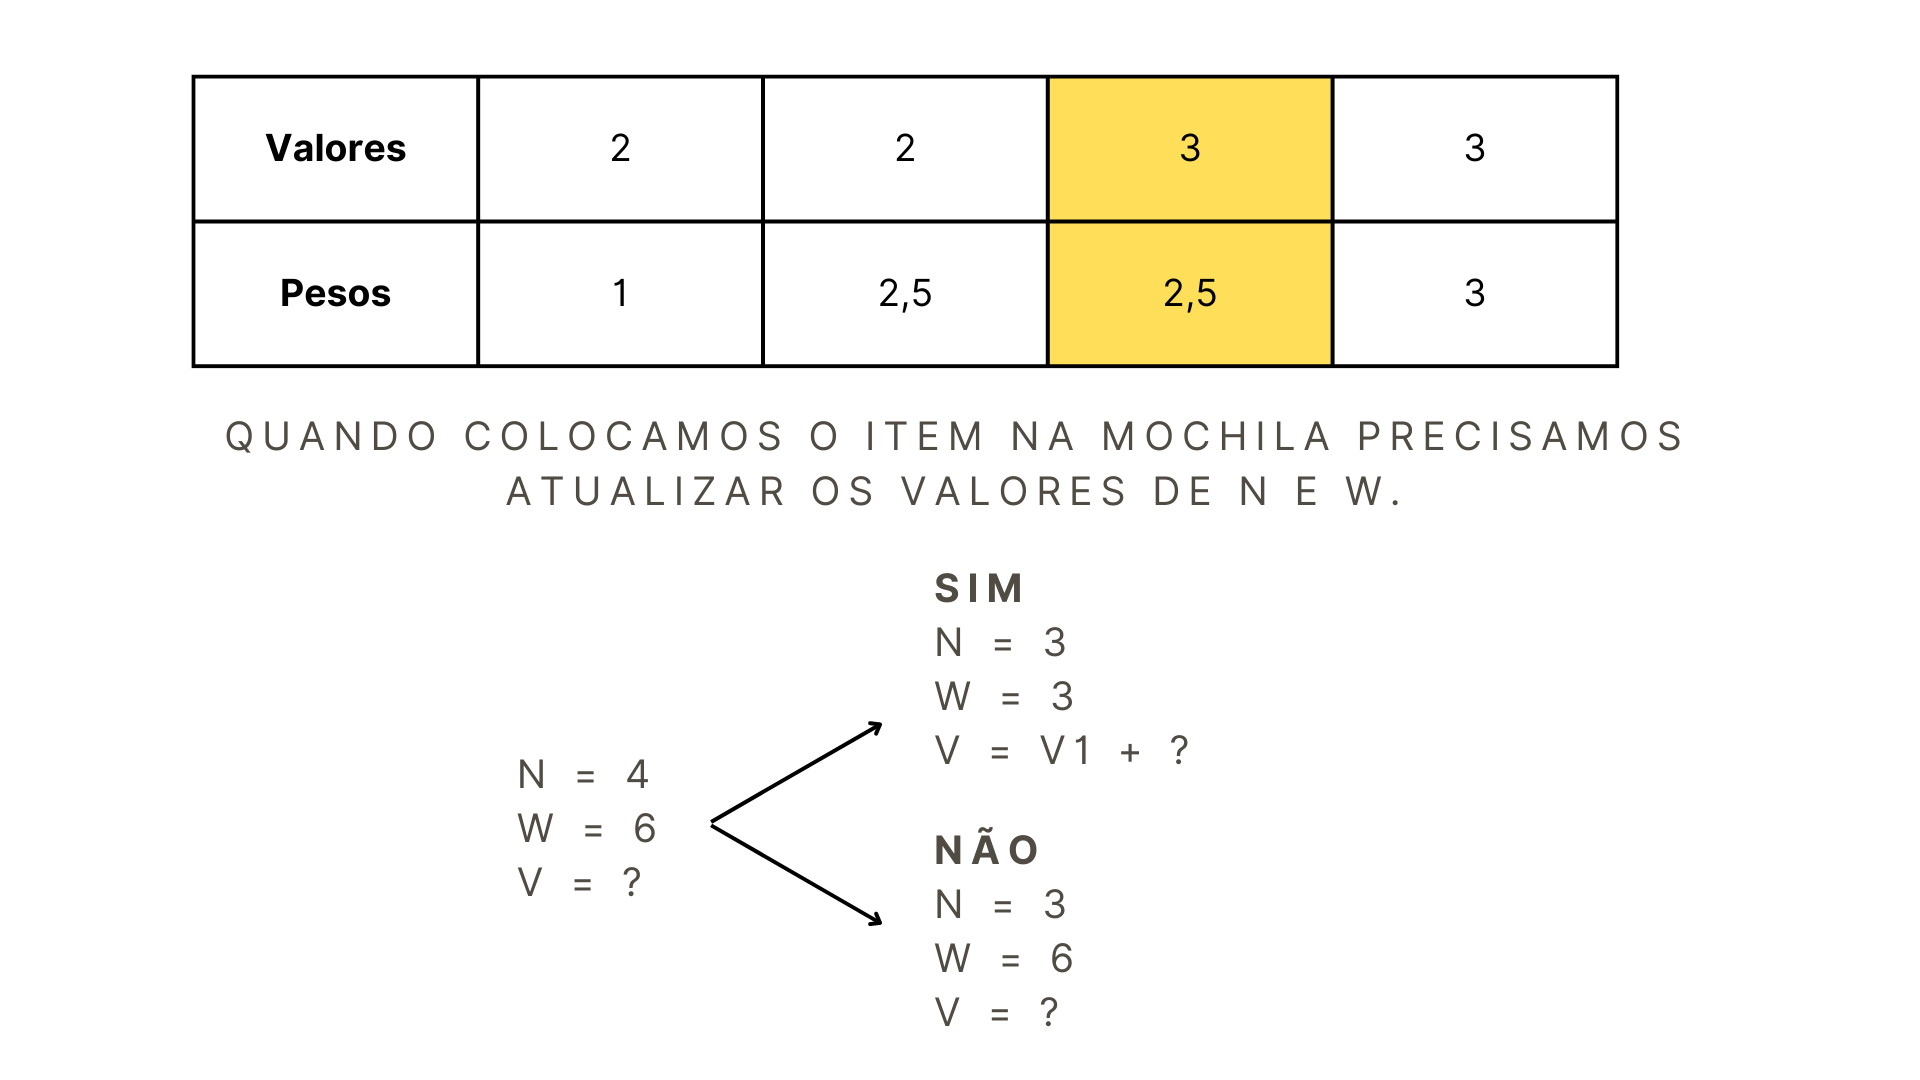 Valores 2 2 3 3
Pesos 1 2,5 2,5 3
QUANDO COLOCAMOS O ITEM NA MOCHILA PRECISAMOS
ATUALIZAR OS VALORES DE N E W.
N = 4
W = 6
V = ?
SIM
N = 3
W = 3
V = V1 + ?
NÃO
N = 3
W = 6
V = ?